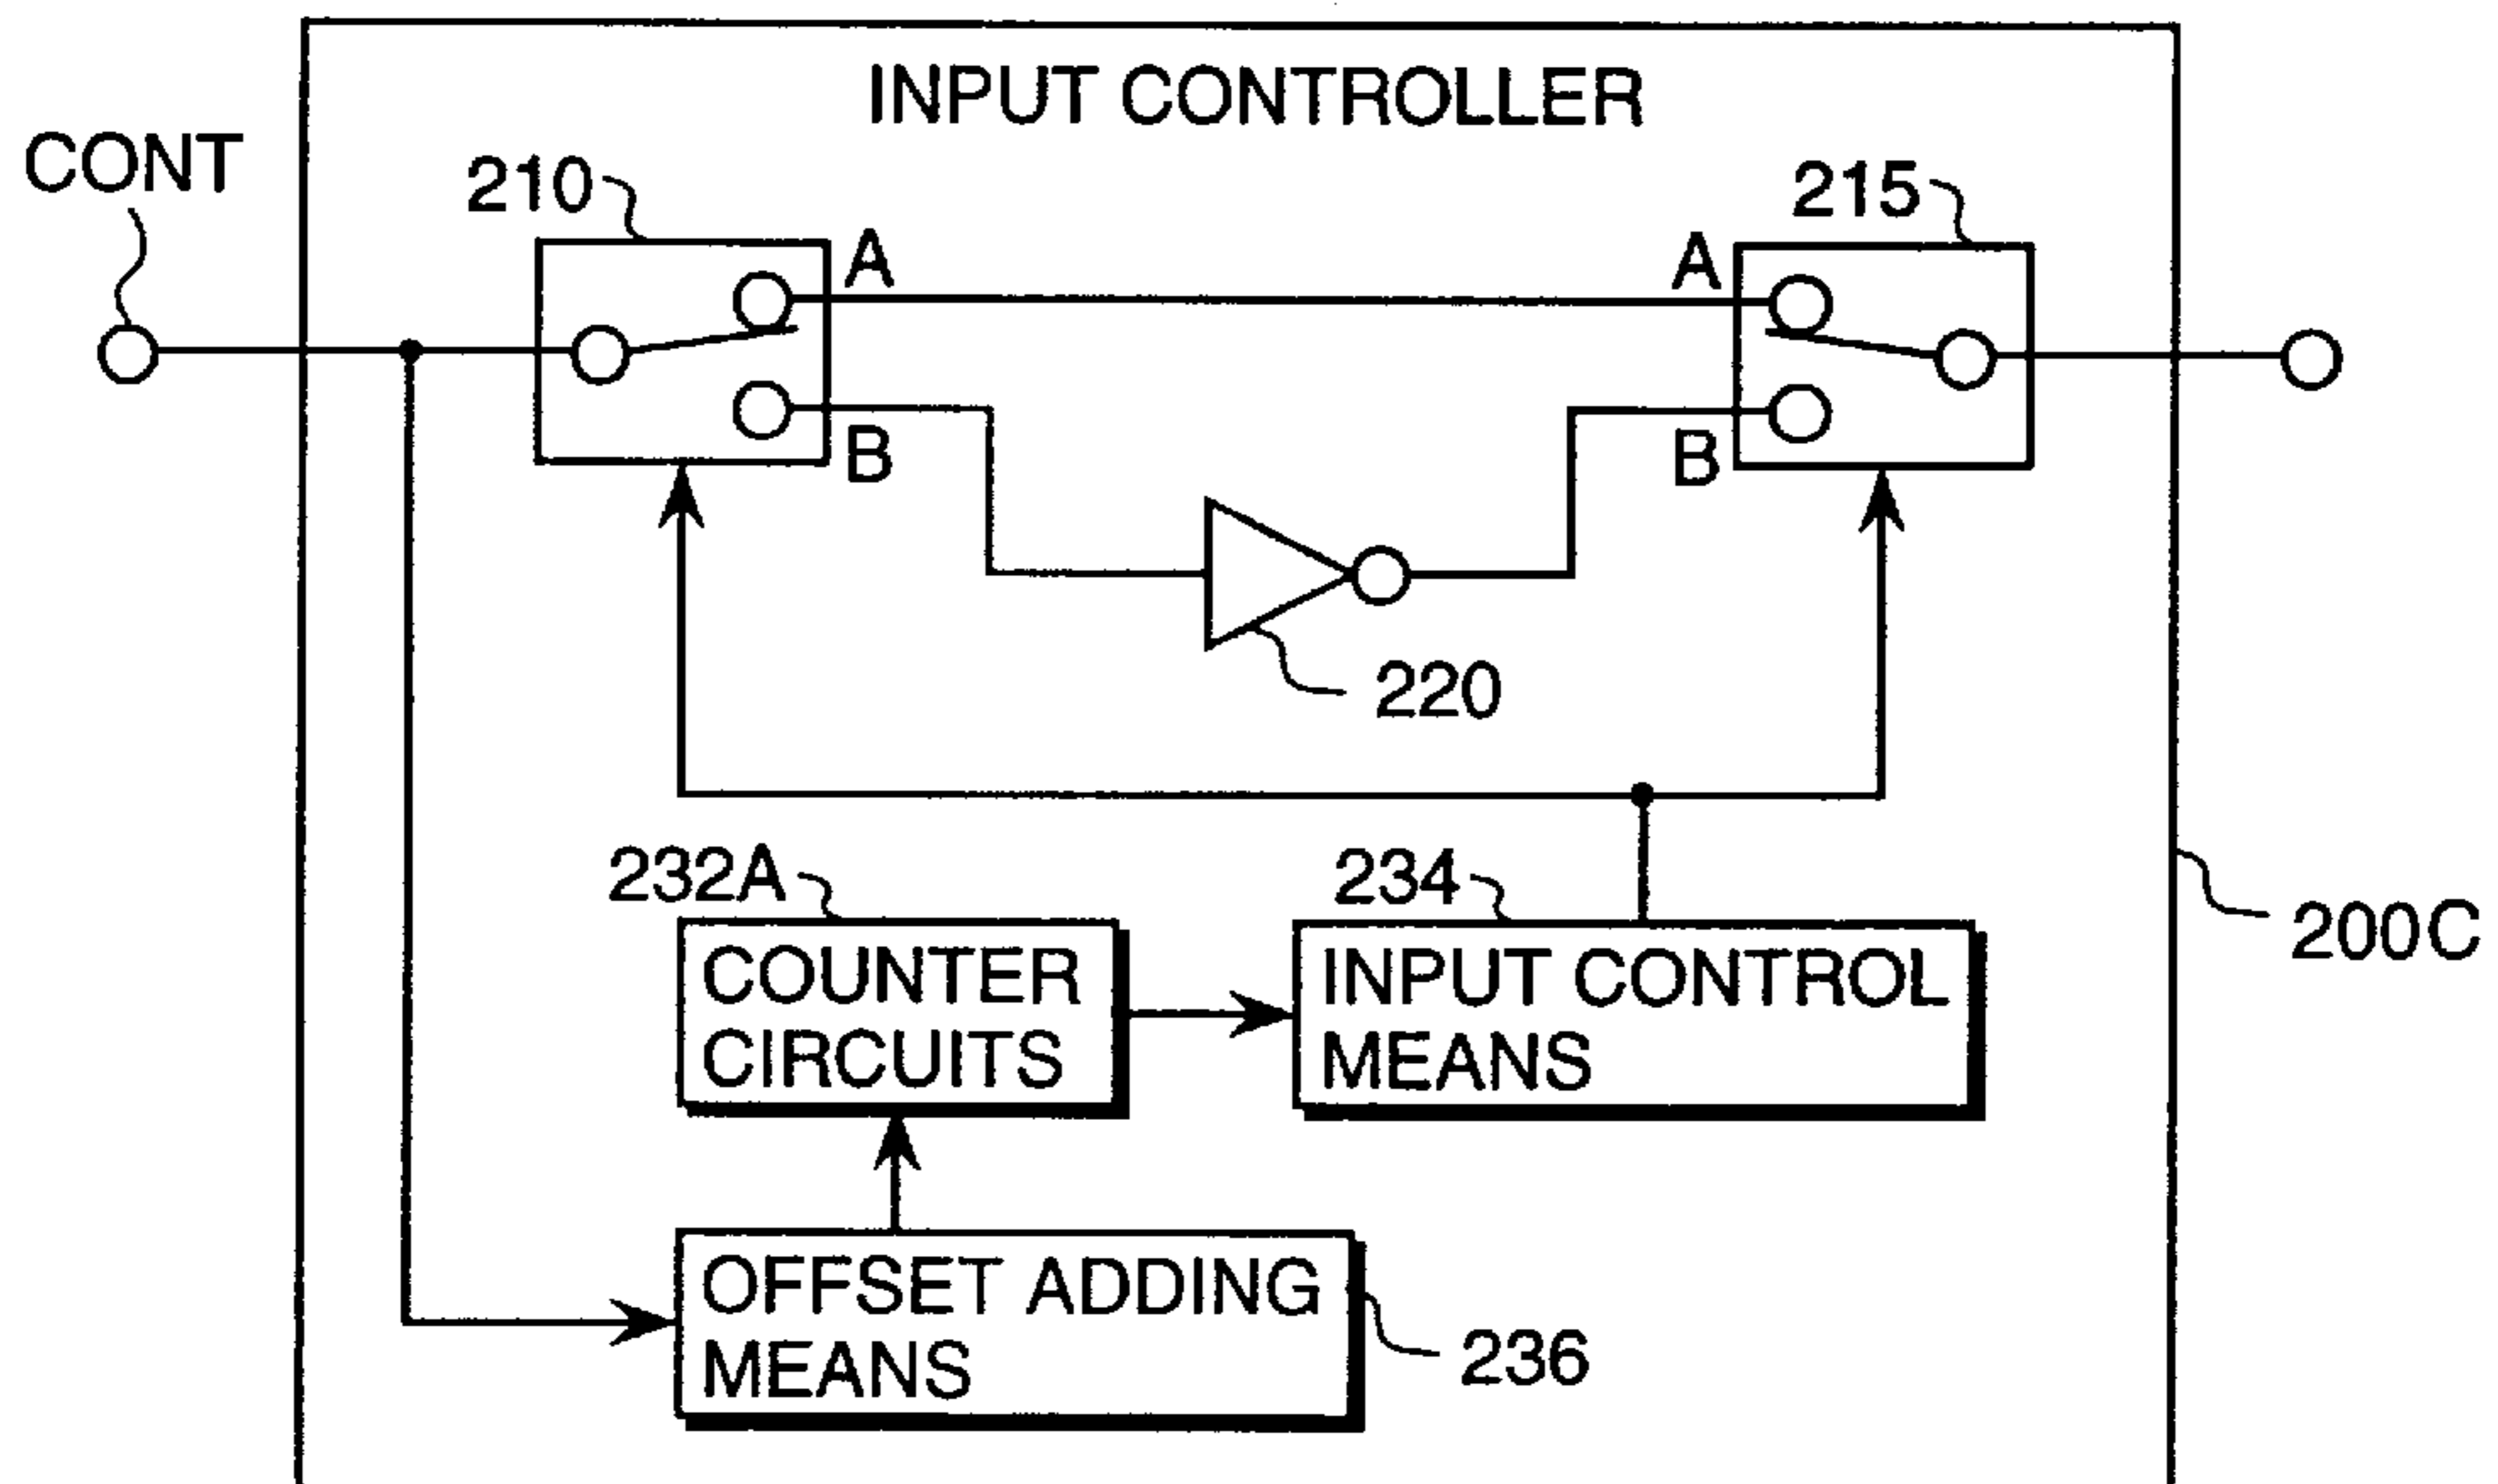 INPUT CONTROLLER
CONT
210
215
A
A
B
B
220
232A
234
200C
COUNTER
CIRCUITS
INPUT CONTROL
MEANS
OFFSET ADDING
MEANS
236